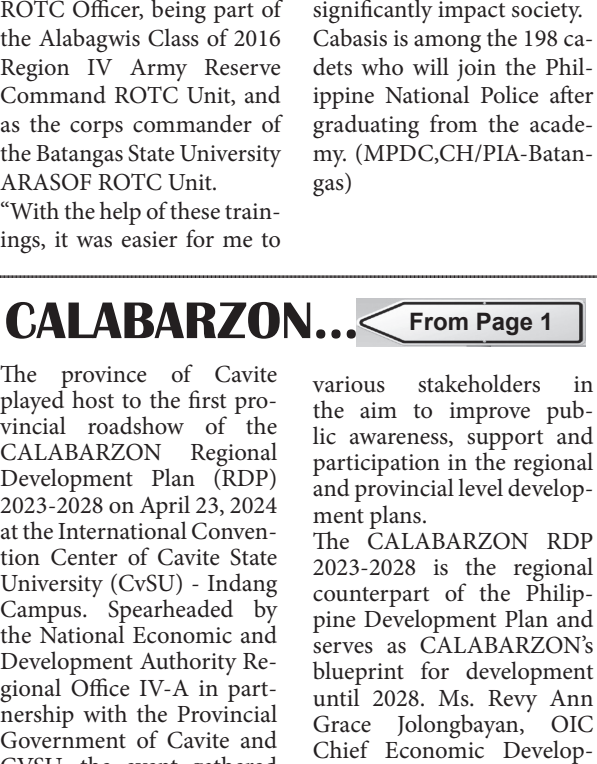 ROTC Officer, being part of
the Alabagwis Class of 2016
Region IV Army Reserve
Command ROTC Unit, and
as the corps commander of
the Batangas State University
ARASOF ROTC Unit.
“With the help of these train-
ings, it was easier for me to
significantly impact society.
Cabasis is among the 198 ca-
dets who will join the Phil-
ippine National Police after
graduating from the acade-
my. (MPDC,CH/PIA-Batan-
gas)
CALABARZON...
From Page 1
The province of Cavite
played host to the first pro-
vincial roadshow of the
CALABARZON Regional
Development Plan (RDP)
2023-2028 on April 23, 2024
at the International Conven-
tion Center of Cavite State
University (CvSU) - Indang
Campus. Spearheaded by
the National Economic and
Development Authority Re-
gional Office IV-A in part-
nership with the Provincial
Government of Cavite and
CVSU, the event gathered
various stakeholders in
the aim to improve pub-
lic awareness, support and
participation in the regional
and provincial level develop-
ment plans.
The CALABARZON RDP
2023-2028 is the regional
counterpart of the Philip-
pine Development Plan and
serves as CALABARZON’s
blueprint for development
until 2028. Ms. Revy Ann
Grace Jolongbayan, OIC
Chief Economic Develop-